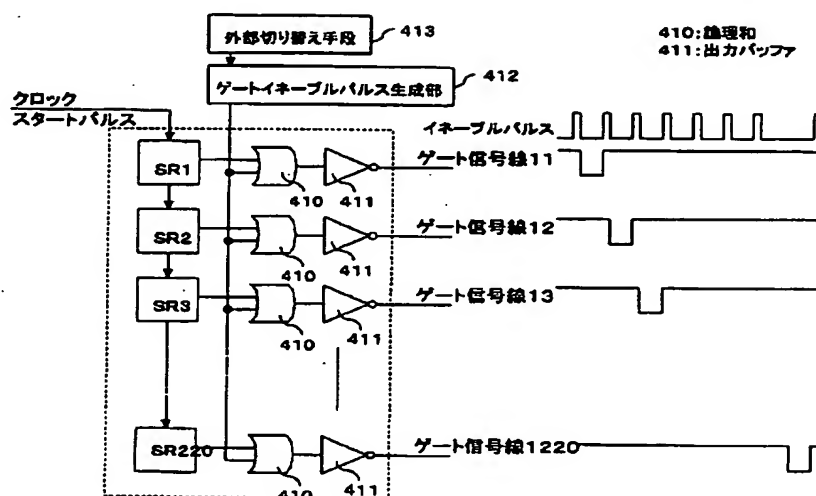 外部切り替え手段
413
410:論理和
411:出力バッファ
ゲートイネーブルパルス生成部
412
クロック
スタートパルス
イネーブルパルス
SR1
410
411
ゲート信号線11
SR2
410
411
ゲート信号線12
SR3
410
411
ゲート信号線13
SR220
410
411
ゲート信号線1220